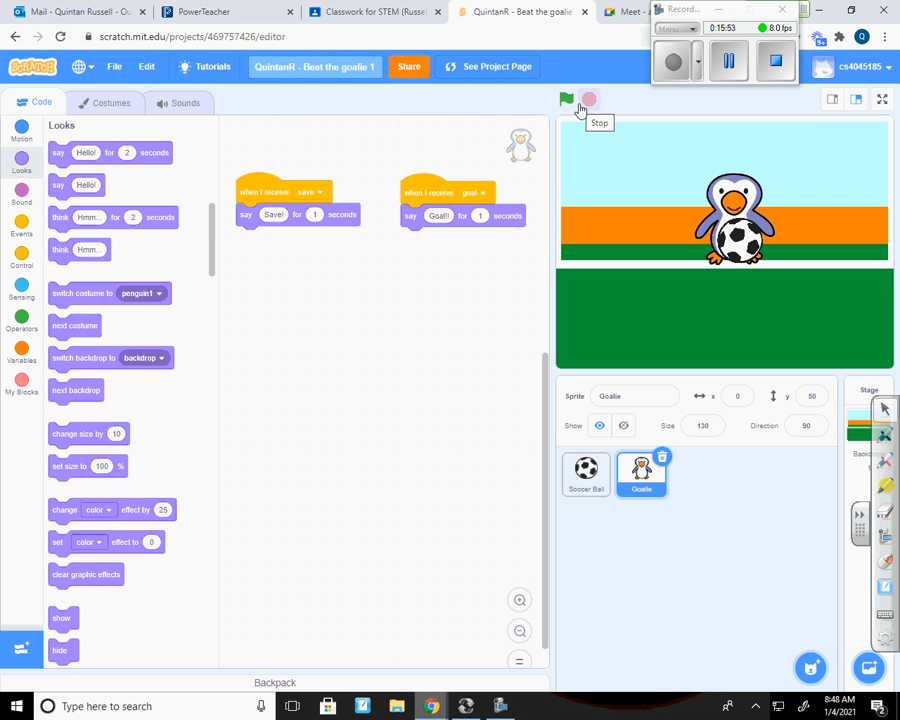 Mail - Quintan Russell - Out
PowerTeacher
Classwork for STEM (Russel
QuintanR - Beat the goalie
Meet -
Record...
Menu
0:15:53
8.0 fps
scratch.mit.edu/projects/469757426/editor
SCRATCH
File
Edit
Tutorials
QuintanR - Beat the goalie 1
Share
See Project Page
cs4045185
Code
Costumes
Sounds
Stop
Motion
Looks
Sound
Events
Control
Sensing
Operators
Variables
My Blocks
Looks
say Hello! for 2 seconds
say Hello!
think Hmm... for 2 seconds
think Hmm...
switch costume to penguin1
next costume
switch backdrop to backdrop
next backdrop
change size by 10
set size to 100 %
change color effect by 25
set color effect to 0
clear graphic effects
show
hide
when I receive save
say Save! for 1 seconds
when I receive goal
say Goal!! for 1 seconds
Backpack
Sprite Goalie x 0 y 50
Show Size 130 Direction 90
Soccer Ball
Goalie
Stage
Type here to search
8:48 AM
1/4/2021
2